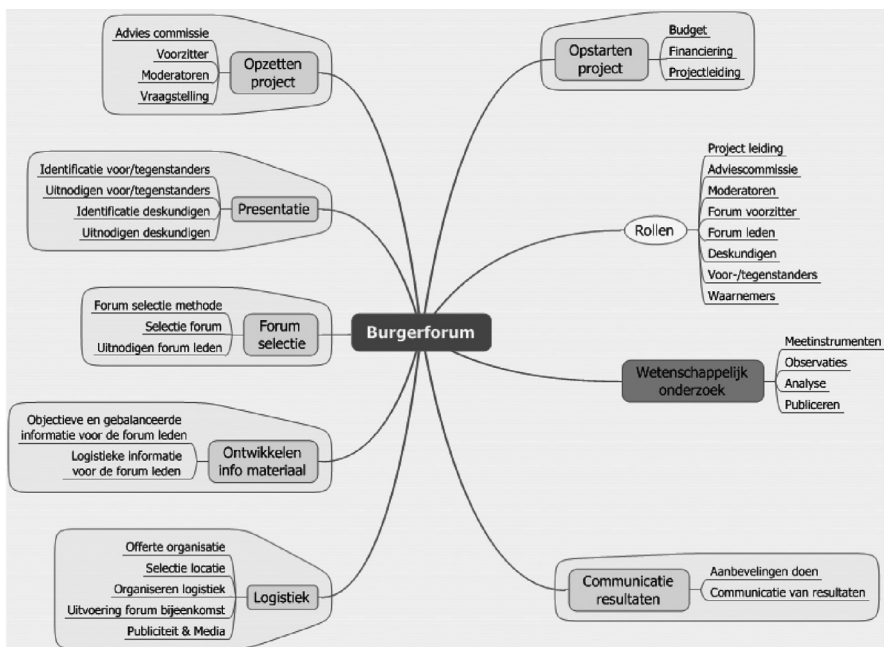 Advies commissie
Voorzitter
Moderatoren
Vraagstelling
Opzetten
project
Identificatie voor/tegenstanders
Uitnodigen voor/tegenstanders
Identificatie deskundigen
Uitnodigen deskundigen
Presentatie
Forum selectie methode
Selectie forum
Uitnodigen forum leden
Forum
selectie
Objectieve en gebalanceerde
informatie voor de forum leden
Logistieke informatie
voor de forum leden
Ontwikkelen
info materiaal
Offerte organisatie
Selectie locatie
Organiseren logistiek
Uitvoering forum bijeenkomst
Publiciteit & Media
Logistiek
Burgerforum
Opstarten
project
Budget
Financiering
Projectleiding
Rollen
Project leiding
Adviescommissie
Moderatoren
Forum voorzitter
Forum leden
Deskundigen
Voor-/tegenstanders
Waarnemers
Wetenschappelijk
onderzoek
Meetinstrumenten
Observaties
Analyse
Publiceren
Communicatie
resultaten
Aanbevelingen doen
Communicatie van resultaten